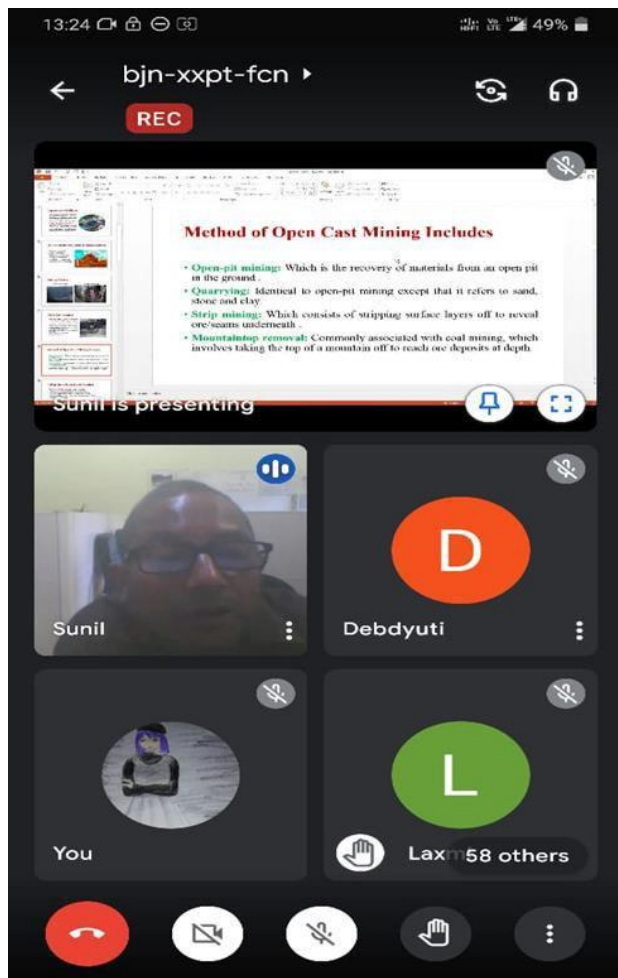 13:24
49%
bjn-xxpt-fcn
REC
Method of Open Cast Mining Includes
• Open-pit mining: Which is the recovery of materials from an open pit
in the ground .
• Quarrying: Identical to open-pit mining except that it refers to sand,
stone and clay
• Strip mining: Which consists of stripping surface layers off to reveal
ore/seams underneath .
• Mountaintop removal: Commonly associated with coal mining, which
involves taking the top of a mountain off to reach ore deposits at depth
Sunil is presenting
Sunil
D
Debdyuti
You
L
58 others